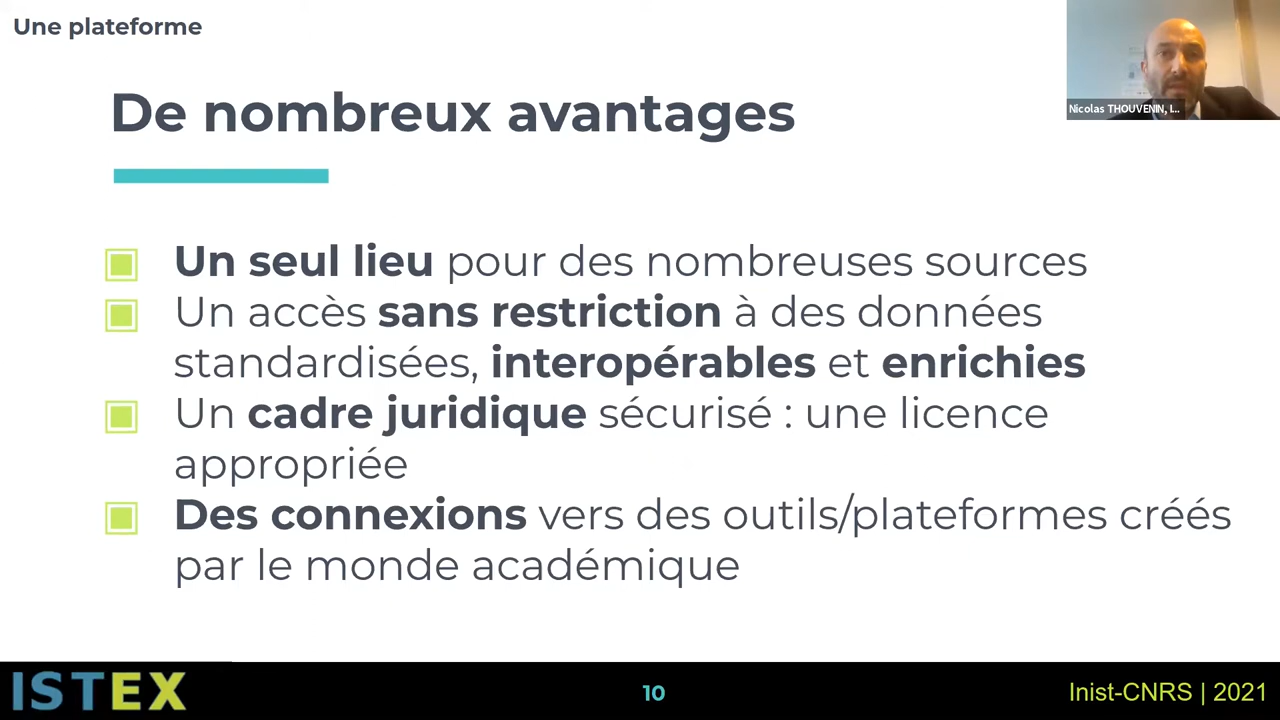 Une plateforme
Nicolas THOUVENIN, I...
De nombreux avantages
Un seul lieu pour des nombreuses sources
Un accès sans restriction à des données
standardisées, interopérables et enrichies
Un cadre juridique sécurisé : une licence
appropriée
Des connexions vers des outils/plateformes créés
par le monde académique
ISTEX
10
Inist-CNRS | 2021